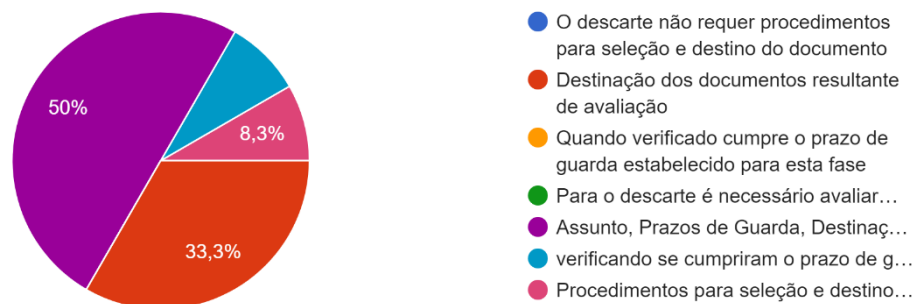 50%
8,3%
33,3%
O descarte não requer procedimentos
para seleção e destino do documento
Destinação dos documentos resultante
de avaliação
Quando verificado cumpre o prazo de
guarda estabelecido para esta fase
Para o descarte é necessário avaliar…
Assunto, Prazos de Guarda, Destinaç…
verificando se cumpriram o prazo de g…
Procedimentos para seleção e destino…